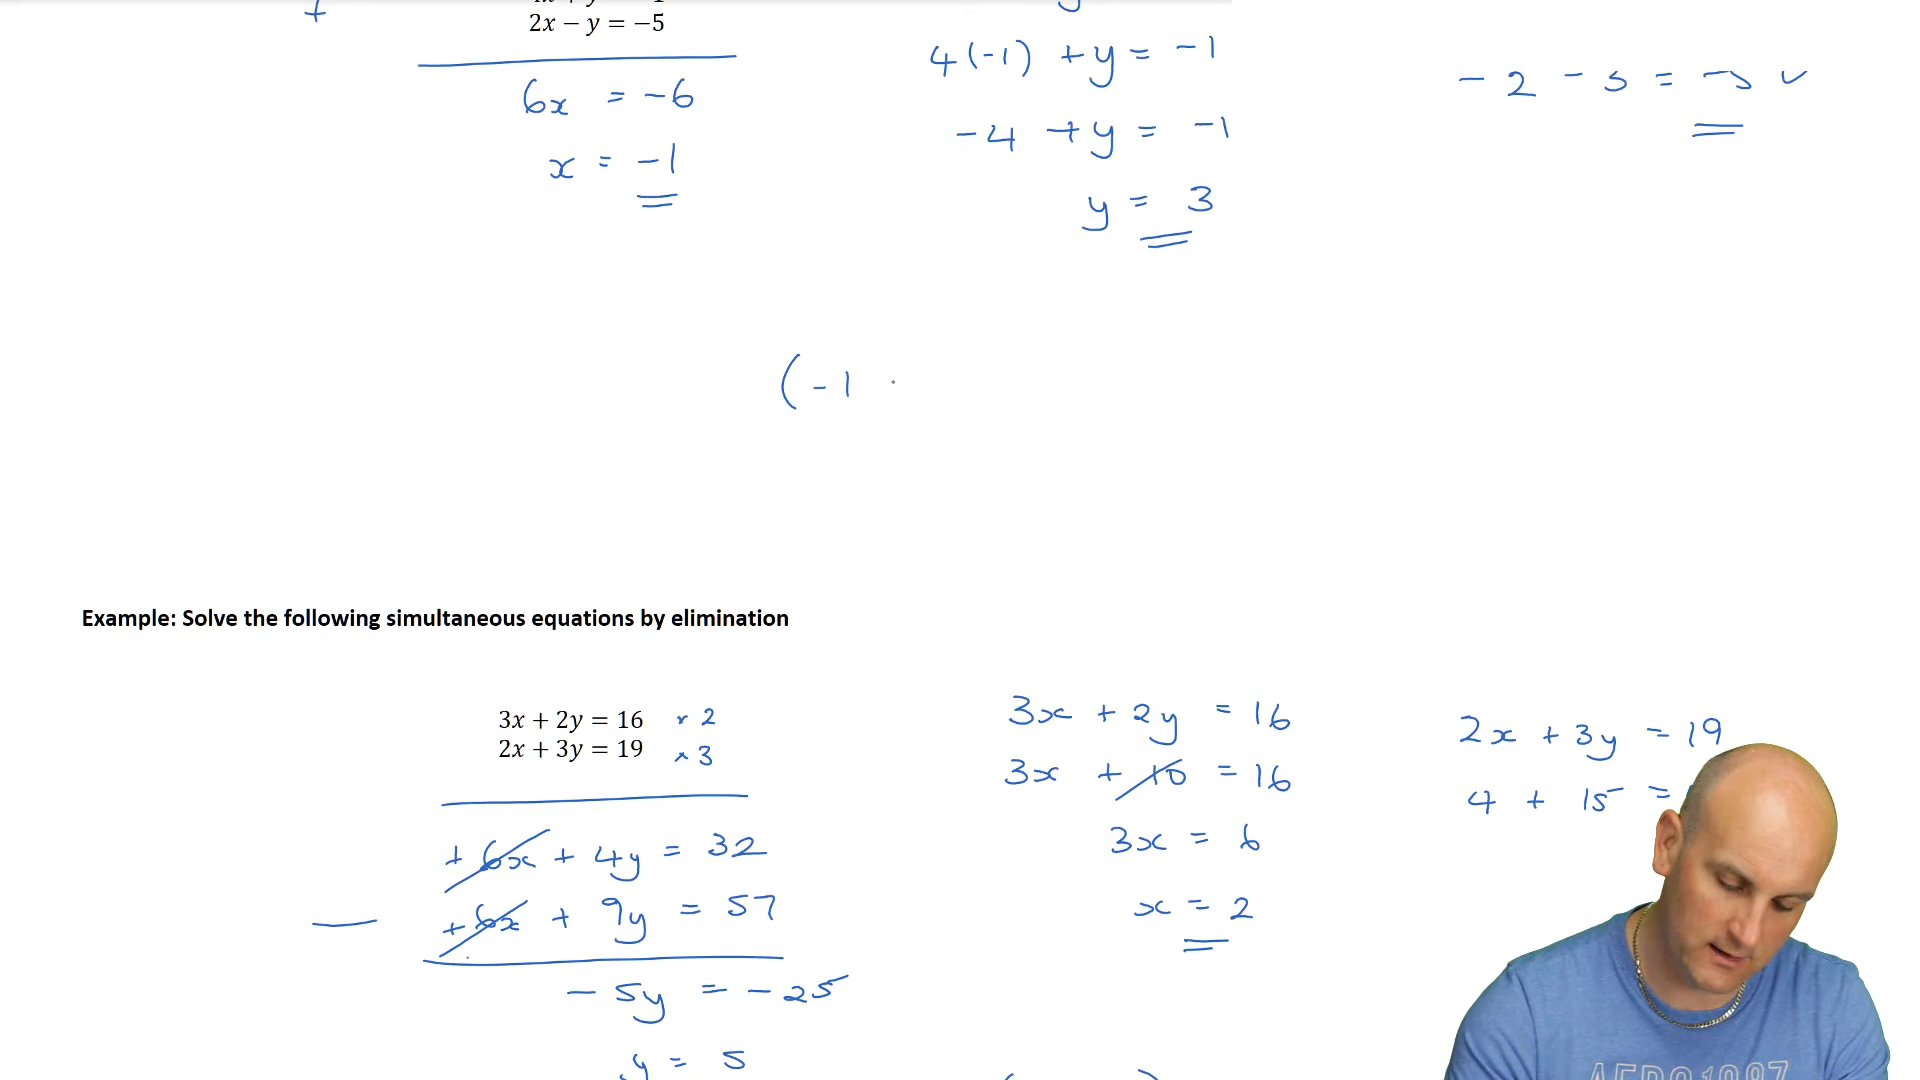 +
2x − y = −5
6x = -6
x = -1
4(-1) + y = -1
-4 + y = -1
y = 3
- 2 - 3 = -5 ✓
(-1
Example: Solve the following simultaneous equations by elimination
3x + 2y = 16 × 2
2x + 3y = 19 × 3
+ 6x + 4y = 32
+ 6x + 9y = 57
- 5y = - 25
y = 5
3x + 2y = 16
3x + 10 = 16
3x = 6
x = 2
2x + 3y = 19
4 + 15 =